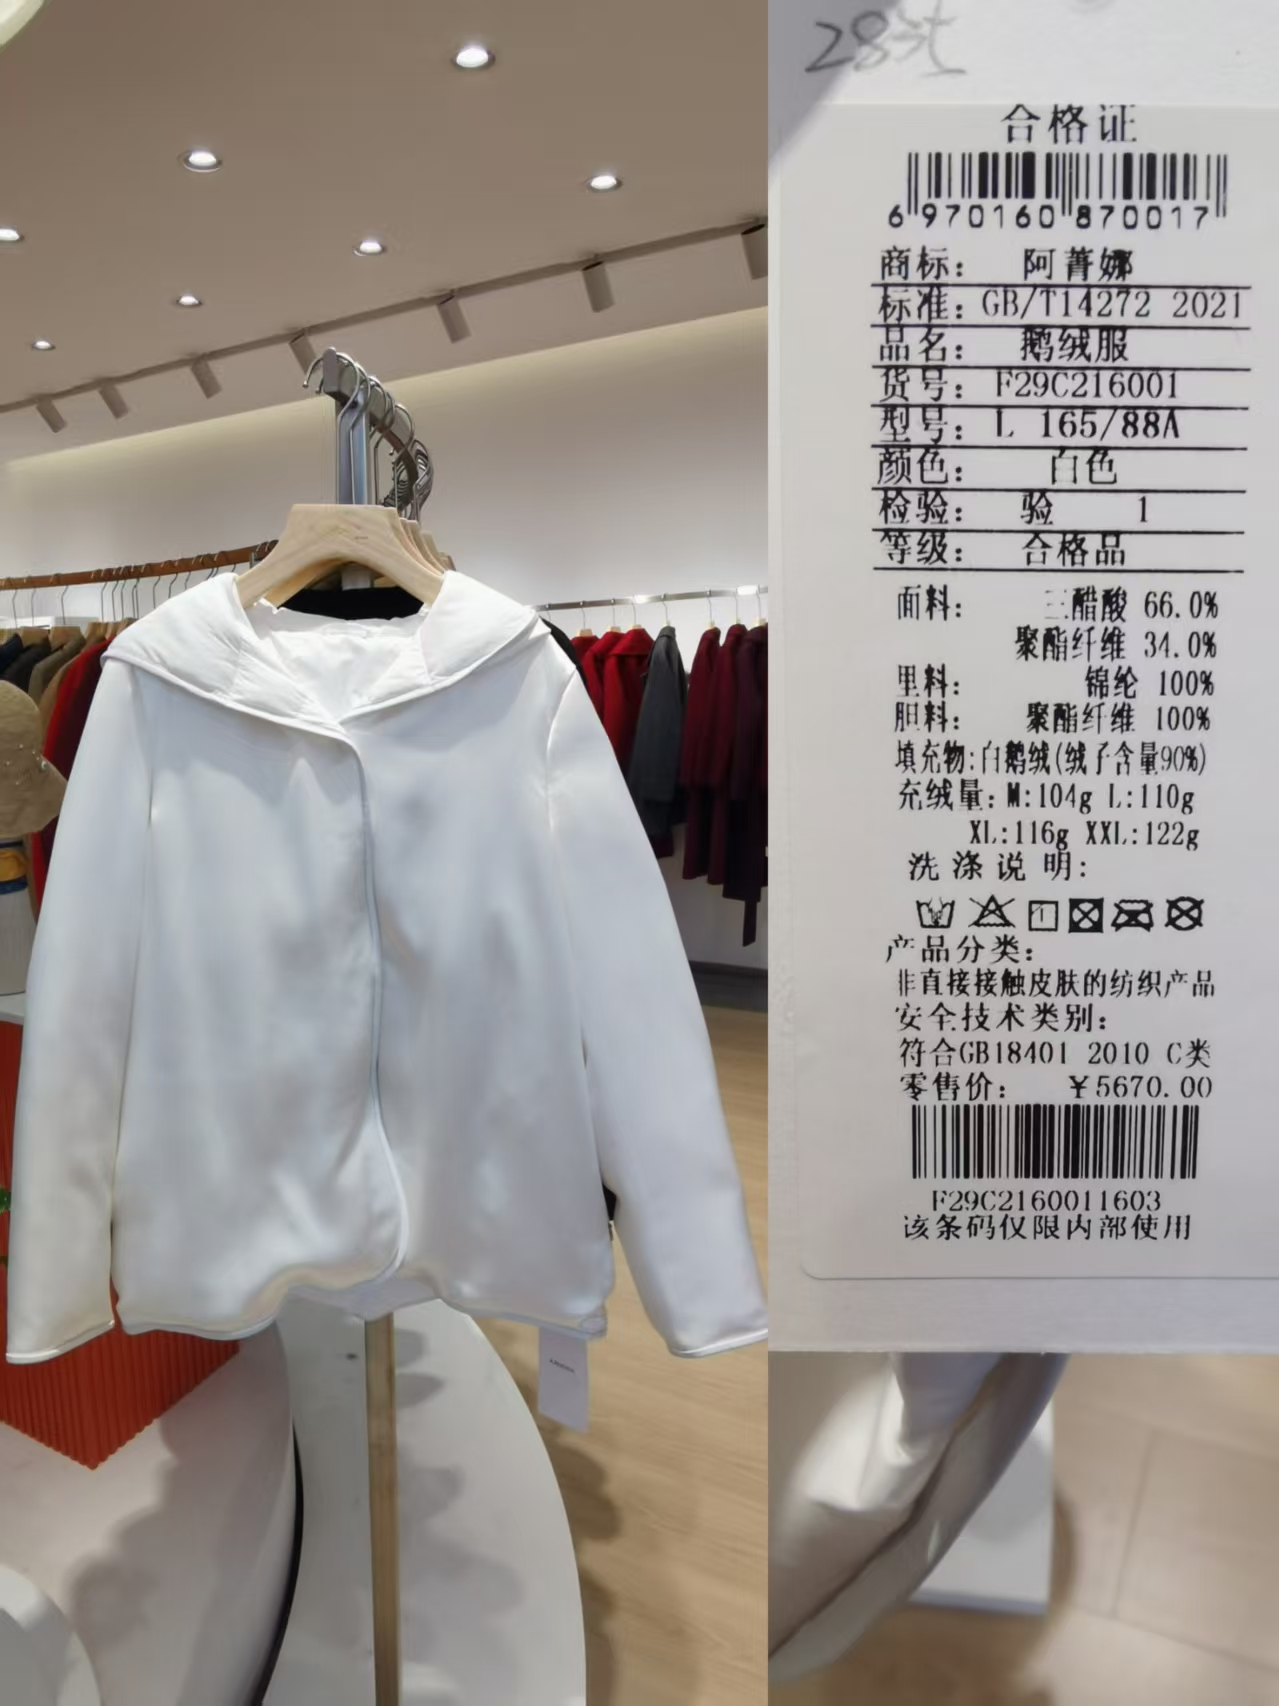 合格证
6 970160 870017
商标: 阿菁娜
标准: GB/T14272 2021
品名: 鹅绒服
货号: F29C216001
型号: L 165/88A
颜色: 白色
检验: 验 1
等级: 合格品
面料: 三醋酸 66.0%
聚酯纤维 34.0%
里料: 锦纶 100%
胆料: 聚酯纤维 100%
填充物:白鹅绒(绒子含量90%)
充绒量: M:104g L:110g
XL:116g XXL:122g
洗涤说明:
产品分类:
非直接接触皮肤的纺织产品
安全技术类别:
符合GB18401 2010 C类
零售价: ¥5670.00
F29C2160011603
该条码仅限内部使用